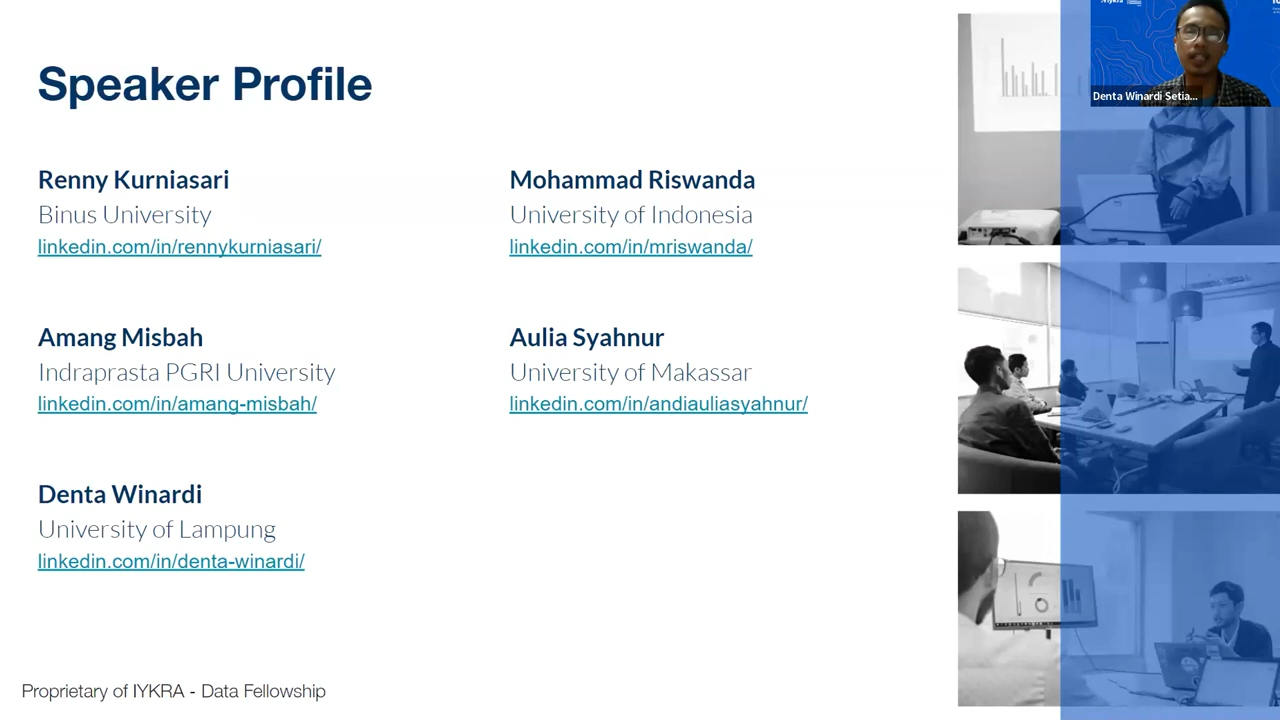 Speaker Profile
Renny Kurniasari
Binus University
linkedin.com/in/rennykurniasari/
Mohammad Riswanda
University of Indonesia
linkedin.com/in/mriswanda/
Amang Misbah
Indraprasta PGRI University
linkedin.com/in/amang-misbah/
Aulia Syahnur
University of Makassar
linkedin.com/in/andiauliasyahnur/
Denta Winardi
University of Lampung
linkedin.com/in/denta-winardi/
Proprietary of IYKRA - Data Fellowship
Denta Winardi Setia...